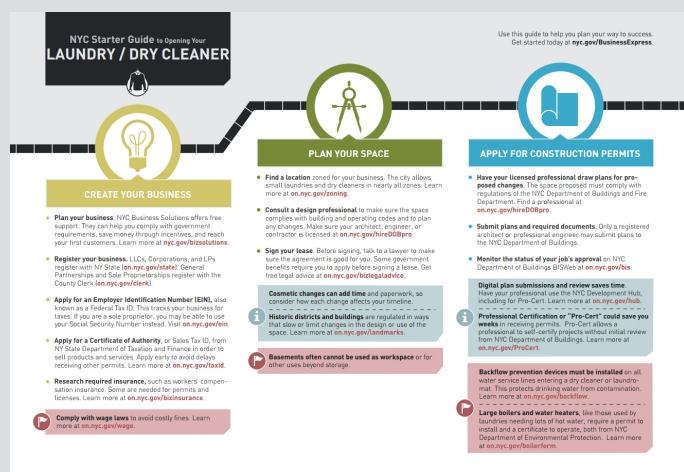 NYC Starter Guide to Opening Your
LAUNDRY / DRY CLEANER
Use this guide to help you plan your way to success.
Get started today at nyc.gov/BusinessExpress.
CREATE YOUR BUSINESS
• Plan your business. NYC Business Solutions offers free
support. They can help you comply with government
requirements, save money through incentives, and reach
your first customers. Learn more at nyc.gov/bizsolutions.
• Register your business. LLCs, Corporations, and LPs
register with NY State (on.nyc.gov/state). General
Partnerships and Sole Proprietorships register with the
County Clerk (on.nyc.gov/clerk).
• Apply for an Employer Identification Number (EIN), also
known as a Federal Tax ID. This tracks your business for
taxes. If you are a sole proprietor, you may be able to use
your Social Security Number instead. Visit on.nyc.gov/ein.
• Apply for a Certificate of Authority, or Sales Tax ID, from
NY State Department of Taxation and Finance in order to
sell products and services. Apply early to avoid delays
receiving other permits. Learn more at on.nyc.gov/taxid.
• Research required insurance, such as workers' compen-
sation insurance. Some are needed for permits and
licenses. Learn more at on.nyc.gov/bizinsurance.
Comply with wage laws to avoid costly fines. Learn
more at on.nyc.gov/wage.
PLAN YOUR SPACE
• Find a location zoned for your business. The city allows
small laundries and dry cleaners in nearly all zones. Learn
more at on.nyc.gov/zoning.
• Consult a design professional to make sure the space
complies with building and operating codes and to plan
any changes. Make sure your architect, engineer, or
contractor is licensed at on.nyc.gov/hireDOBpro.
• Sign your lease. Before signing, talk to a lawyer to make
sure the agreement is good for you. Some government
benefits require you to apply before signing a lease. Get
free legal advice at on.nyc.gov/bizlegaladvice.
Cosmetic changes can add time and paperwork, so
consider how each change affects your timeline.
Historic districts and buildings are regulated in ways
that slow or limit changes in the design or use of the
space. Learn more at on.nyc.gov/landmarks.
Basements often cannot be used as workspace or for
other uses beyond storage.
APPLY FOR CONSTRUCTION PERMITS
• Have your licensed professional draw plans for pro-
posed changes. The space proposed must comply with
regulations of the NYC Department of Buildings and Fire
Department. Find a professional at
on.nyc.gov/hireDOBpro.
• Submit plans and required documents. Only a registered
architect or professional engineer may submit plans to
the NYC Department of Buildings.
• Monitor the status of your job's approval on NYC
Department of Buildings BISWeb at on.nyc.gov/bis.
Digital plan submissions and review saves time.
Have your professional use the NYC Development Hub,
including for Pro-Cert. Learn more at on.nyc.gov/hub.
Professional Certification or "Pro-Cert" could save you
weeks in receiving permits. Pro-Cert allows a
professional to self-certify projects without initial review
from NYC Department of Buildings. Learn more at
on.nyc.gov/ProCert.
Backflow prevention devices must be installed on all
water service lines entering a dry cleaner or laundro-
mat. This protects drinking water from contamination.
Learn more at on.nyc.gov/backflow.
Large boilers and water heaters, like those used by
laundries needing lots of hot water, require a permit to
install and a certificate to operate, both from NYC
Department of Environmental Protection. Learn more
at on.nyc.gov/boilerform.